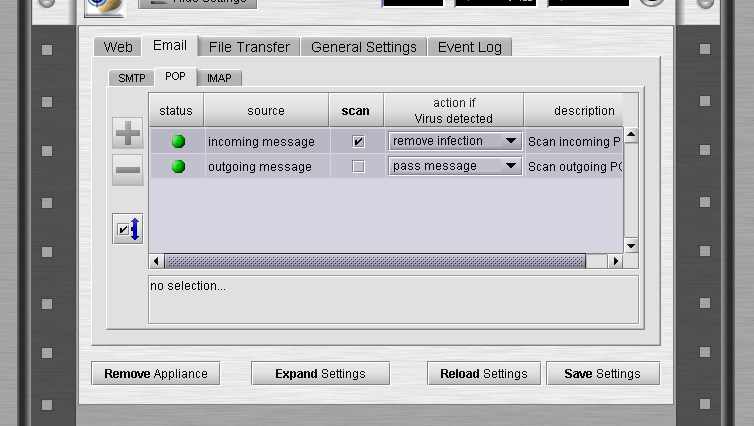 Hide Settings
Web Email File Transfer General Settings Event Log
SMTP POP IMAP
status source scan action if Virus detected description
incoming message remove infection Scan incoming P
outgoing message pass message Scan outgoing PO
no selection...
Remove Appliance Expand Settings Reload Settings Save Settings